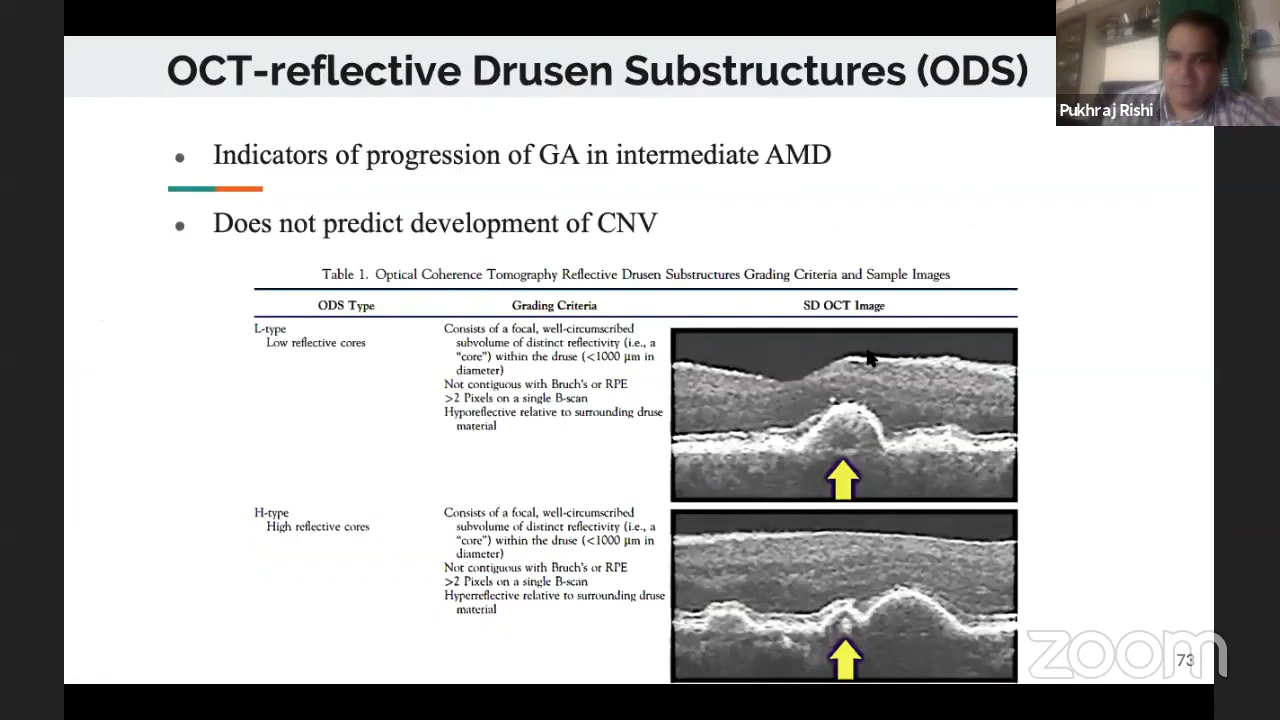 OCT-reflective Drusen Substructures (ODS)
Pukhraj Rishi
• Indicators of progression of GA in intermediate AMD
• Does not predict development of CNV
Table 1. Optical Coherence Tomography Reflective Drusen Substructures Grading Criteria and Sample Images
ODS Type Grading Criteria SD OCT Image
L-type
Low reflective cores
Consists of a focal, well-circumscribed
subvolume of distinct reflectivity (i.e., a
“core”) within the druse (<1000 μm in
diameter)
Not contiguous with Bruch's or RPE
>2 Pixels on a single B-scan
Hyporeflective relative to surrounding druse
material
H-type
High reflective cores
Consists of a focal, well-circumscribed
subvolume of distinct reflectivity (i.e., a
“core”) within the druse (<1000 μm in
diameter)
Not contiguous with Bruch's or RPE
>2 Pixels on a single B-scan
Hyperreflective relative to surrounding druse
material
zoom
73